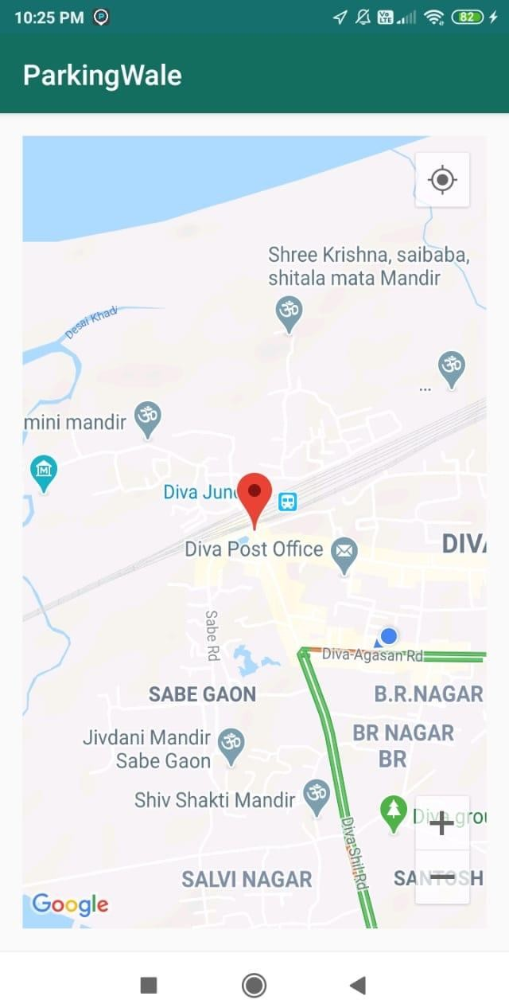 10:25 PM
Vo
LTE
82
ParkingWale
Shree Krishna, saibaba,
shitala mata Mandir
Desai Khadi
ॐ
ॐ
...
mini mandir
ॐ
M
Diva Junc
Diva Post Office
DIVA
Sabe Rd
Diva-Agasan Rd
SABE GAON
B.R.NAGAR
Jivdani Mandir
Sabe Gaon
ॐ
BR NAGAR
BR
Shiv Shakti Mandir
ॐ
Diva grou
Diva Shil Rd
SALVI NAGAR
SANTOSH
Google